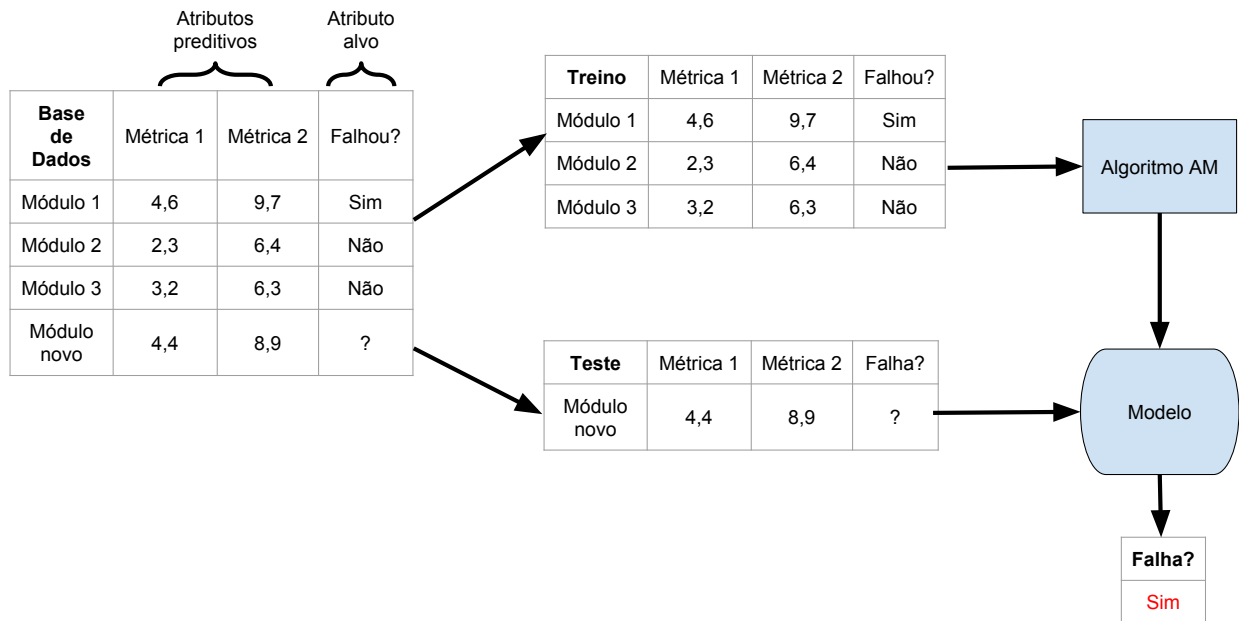 Atributos
preditivos
Atributo
alvo
Base
de
Dados
Métrica 1
Métrica 2
Falhou?
Módulo 1
4,6
9,7
Sim
Módulo 2
2,3
6,4
Não
Módulo 3
3,2
6,3
Não
Módulo
novo
4,4
8,9
?
Treino
Métrica 1
Métrica 2
Falhou?
Módulo 1
4,6
9,7
Sim
Módulo 2
2,3
6,4
Não
Módulo 3
3,2
6,3
Não
Teste
Métrica 1
Métrica 2
Falha?
Módulo
novo
4,4
8,9
?
Algoritmo AM
Modelo
Falha?
Sim